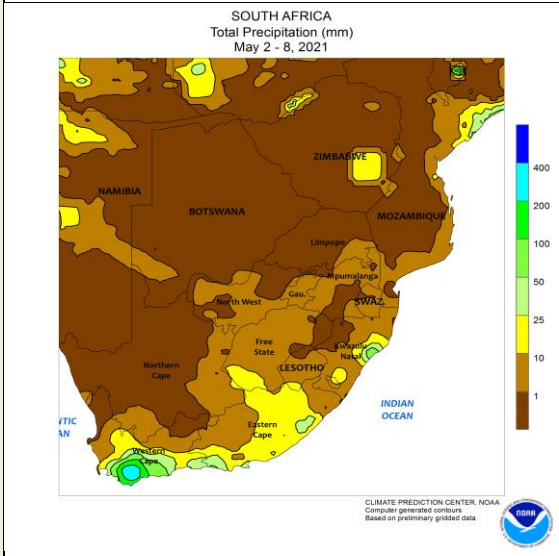 SOUTH AFRICA
Total Precipitation (mm)
May 2 - 8, 2021
ZIMBABWE
NAMIBIA
BOTSWANA
MOZAMBIQUE
Limpopo
Mpumalanga
North West
Gau.
SWAZ.
Free
State
Kwazulu
Natal
LESOTHO
Northern
Cape
Eastern
Cape
Western
Cape
NTIC
AN
INDIAN
OCEAN
400
200
100
50
25
10
1
CLIMATE PREDICTION CENTER, NOAA
Computer generated contours
Based on preliminary gridded data
NOAA